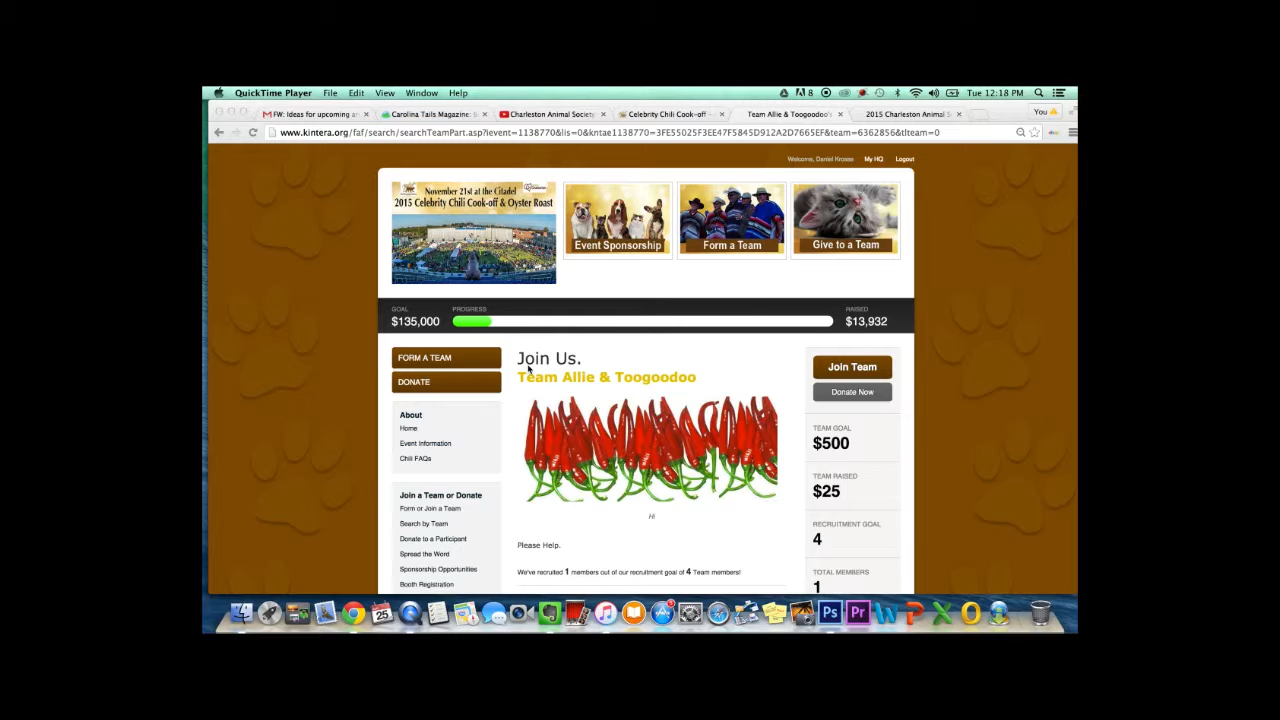 QuickTime Player File Edit View Window Help
8 Tue 12:18 PM
FW: Ideas for upcoming ar
Carolina Tails Magazine:
Charleston Animal Society
Celebrity Chili Cook-off -
Team Allie & Toogoodoo's
2015 Charleston Animal S
You
www.kintera.org/faf/search/searchTeamPart.asp?ievent=1138770&lis=0&kntae1138770=3FE55025F3EE47F5845D912A2D7665EF&team=6362856&tlteam=0
Welcome, Daniel Krosse My HQ Logout
November 21st at the Citadel
2015 Celebrity Chili Cook-off & Oyster Roast
Event Sponsorship
Form a Team
Give to a Team
GOAL
$135,000
PROGRESS
RAISED
$13,932
FORM A TEAM
DONATE
About
Home
Event Information
Chili FAQs
Join a Team or Donate
Form or Join a Team
Search by Team
Donate to a Participant
Spread the Word
Sponsorship Opportunities
Booth Registration
Join Us.
Team Allie & Toogoodoo
Hi
Please Help.
We've recruited 1 members out of our recruitment goal of 4 Team members!
Join Team
Donate Now
TEAM GOAL
$500
TEAM RAISED
$25
RECRUITMENT GOAL
4
TOTAL MEMBERS
1
25
Ps
Pr